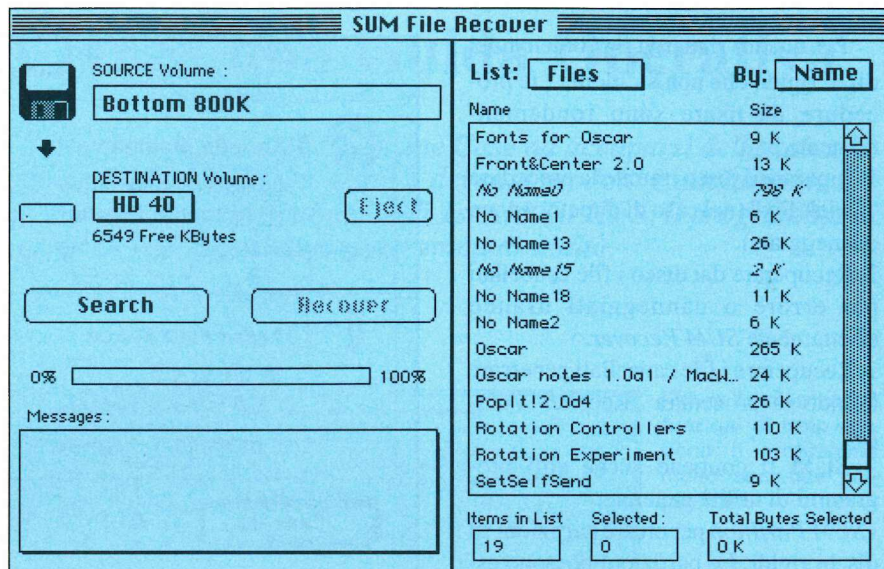 SUM File Recover
SOURCE Volume :
Bottom 800K
DESTINATION Volume :
HD 40
Eject
6549 Free KBytes
Search
Recover
0%
100%
Messages :
List: Files
By: Name
Name Size
Fonts for Oscar 9 K
Front&Center 2.0 13 K
No Name0 798 K
No Name1 6 K
No Name13 26 K
No Name15 2 K
No Name18 11 K
No Name2 6 K
Oscar 265 K
Oscar notes 1.0a1 / MacW... 24 K
PopIt!2.0d4 26 K
Rotation Controllers 110 K
Rotation Experiment 103 K
SetSelfSend 9 K
Items in List Selected : Total Bytes Selected
19 0 0 K